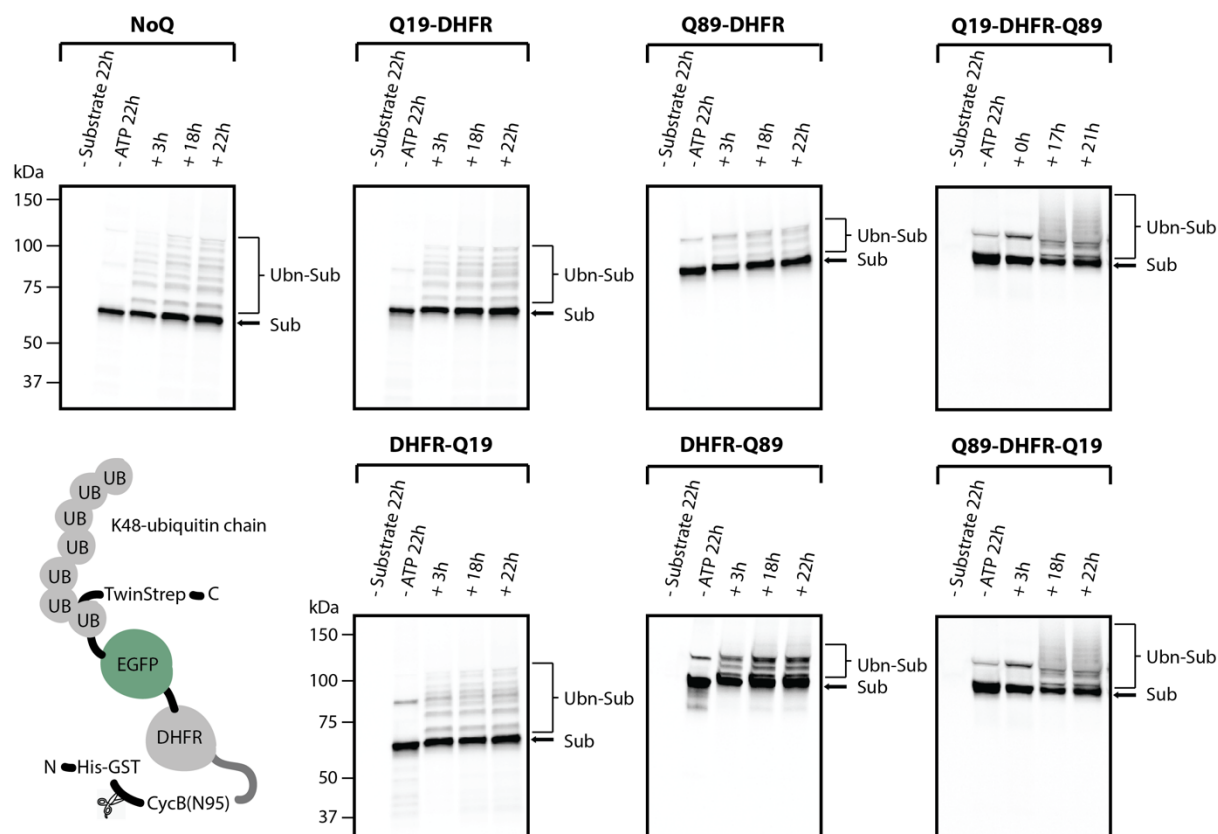 NoQ
Q19-DHFR
Q89-DHFR
Q19-DHFR-Q89
- Substrate 22h
- ATP 22h
+ 3h
+ 18h
+ 22h
- Substrate 22h
- ATP 22h
+ 3h
+ 18h
+ 22h
- Substrate 22h
- ATP 22h
+ 3h
+ 18h
+ 22h
- Substrate 22h
- ATP 22h
+ 0h
+ 17h
+ 21h
kDa
150
100
75
50
37
Ubn-Sub
Sub
Ubn-Sub
Sub
Ubn-Sub
Sub
Ubn-Sub
Sub
DHFR-Q19
DHFR-Q89
Q89-DHFR-Q19
- Substrate 22h
- ATP 22h
+ 3h
+ 18h
+ 22h
- Substrate 22h
- ATP 22h
+ 3h
+ 18h
+ 22h
- Substrate 22h
- ATP 22h
+ 3h
+ 18h
+ 22h
kDa
150
100
75
50
37
Ubn-Sub
Sub
Ubn-Sub
Sub
Ubn-Sub
Sub
UB
UB
UB
UB
UB
UB
UB
UB
K48-ubiquitin chain
TwinStrep
C
EGFP
DHFR
N
His-GST
CycB(N95)